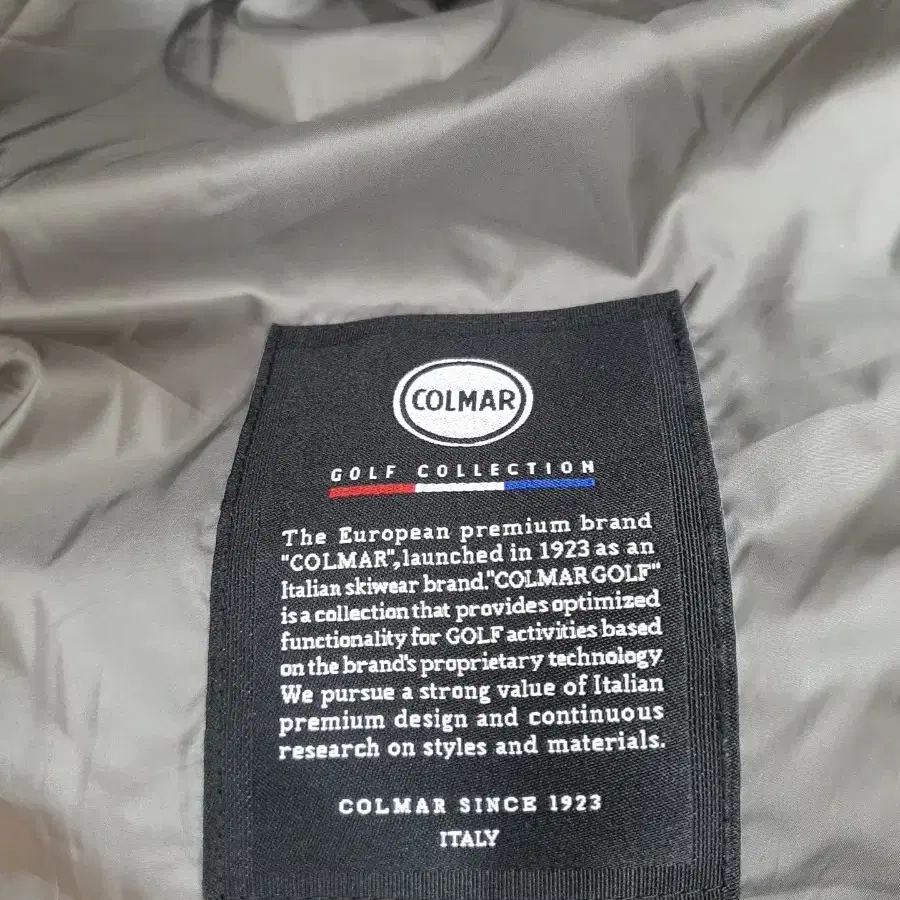 COLMAR
GOLF COLLECTION
The European premium brand
"COLMAR", launched in 1923 as an
Italian skiwear brand. "COLMAR GOLF"
is a collection that provides optimized
functionality for GOLF activities based
on the brand's proprietary technology.
We pursue a strong value of Italian
premium design and continuous
research on styles and materials.
COLMAR SINCE 1923
ITALY